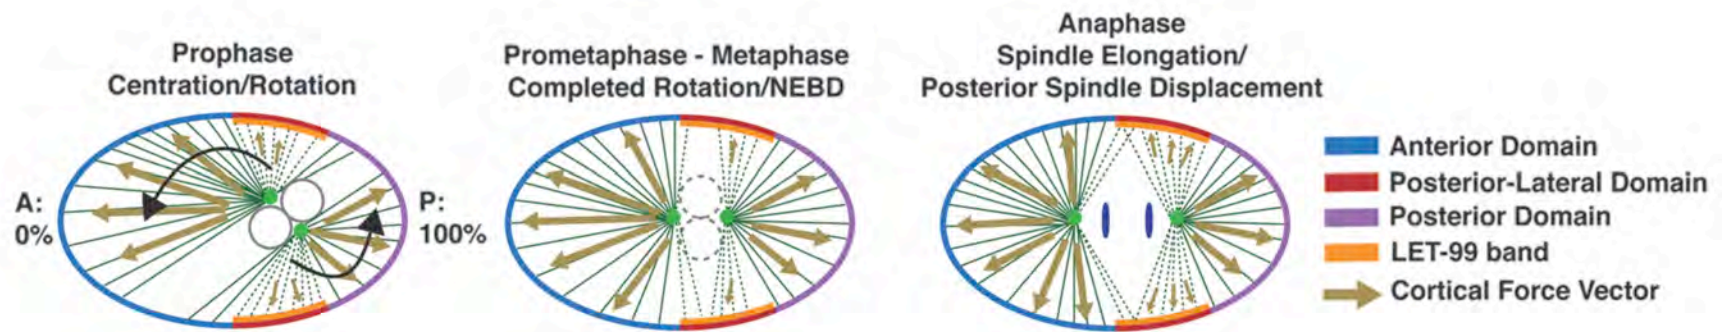 Prophase
Centration/Rotation
Prometaphase - Metaphase
Completed Rotation/NEBD
Anaphase
Spindle Elongation/
Posterior Spindle Displacement
A:
0%
P:
100%
Anterior Domain
Posterior-Lateral Domain
Posterior Domain
LET-99 band
Cortical Force Vector